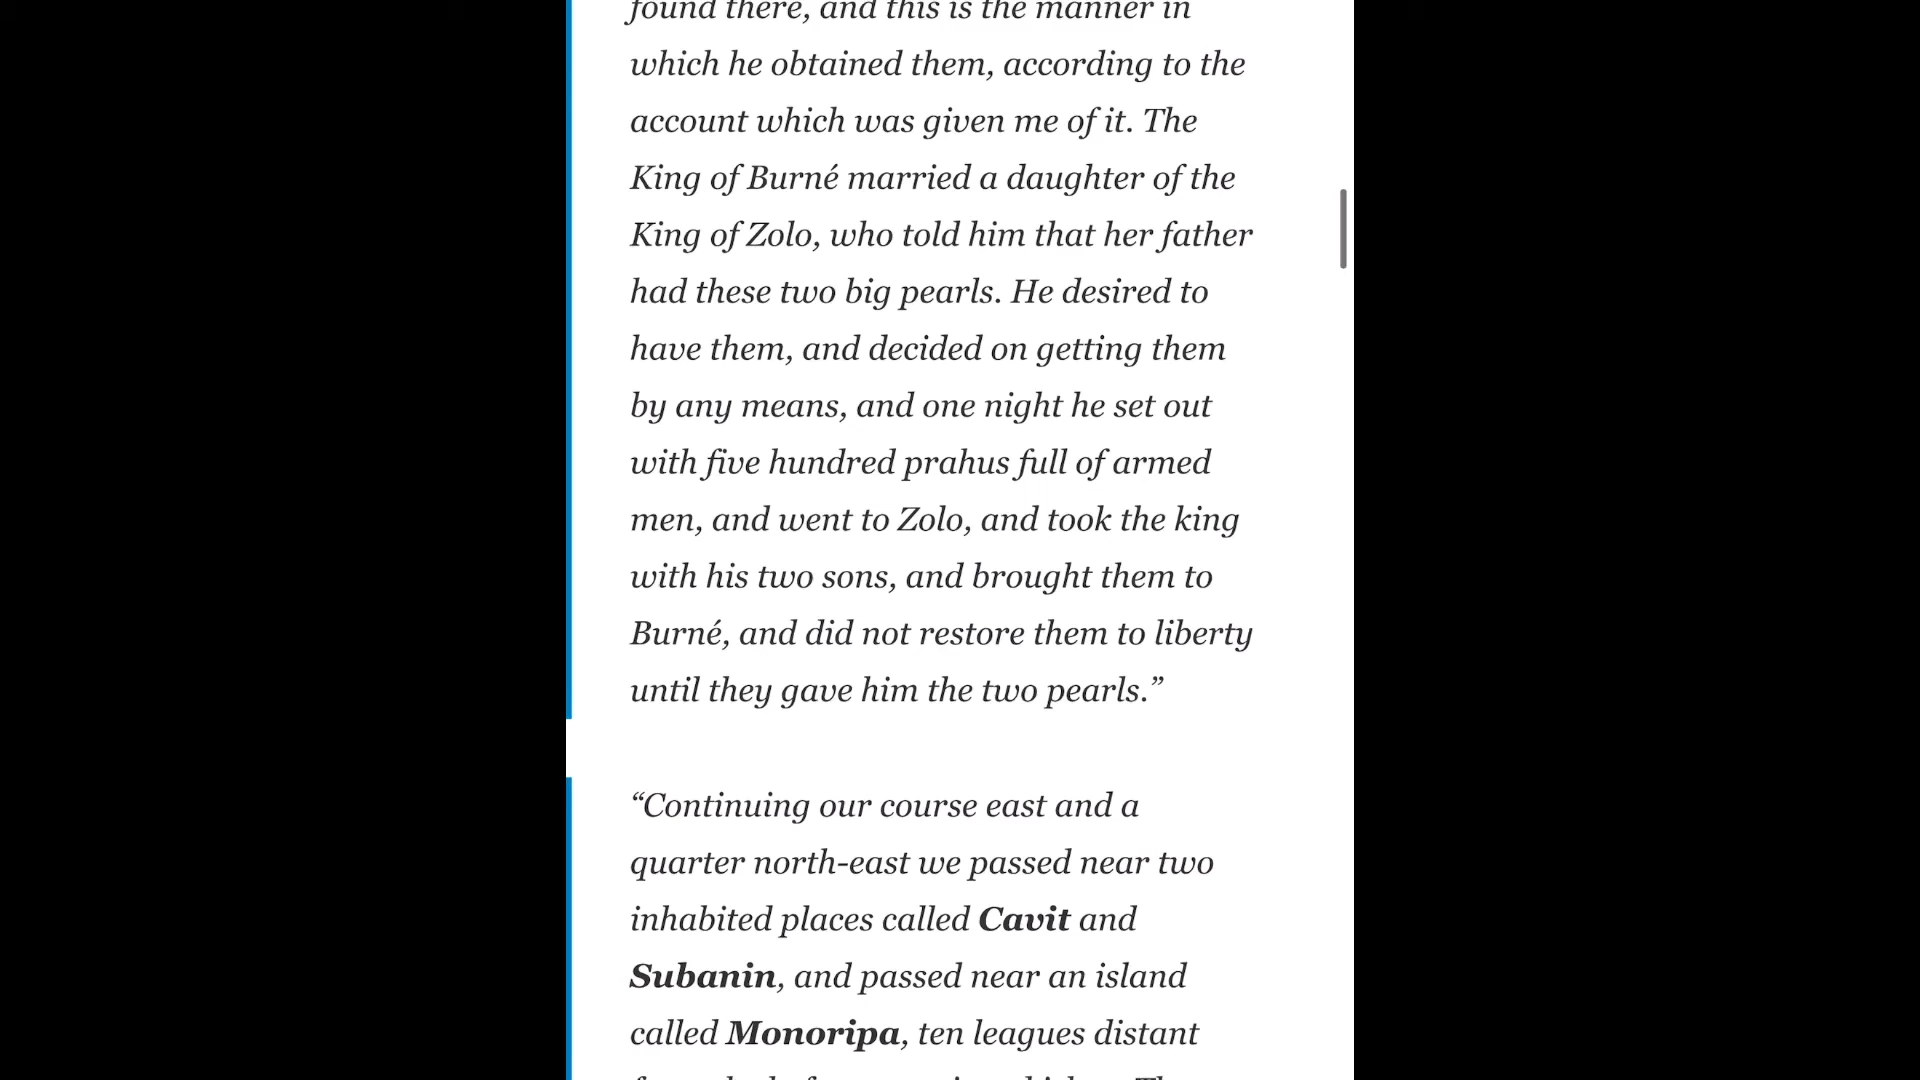 found there, and this is the manner in
which he obtained them, according to the
account which was given me of it. The
King of Burné married a daughter of the
King of Zolo, who told him that her father
had these two big pearls. He desired to
have them, and decided on getting them
by any means, and one night he set out
with five hundred prahus full of armed
men, and went to Zolo, and took the king
with his two sons, and brought them to
Burné, and did not restore them to liberty
until they gave him the two pearls.”
“Continuing our course east and a
quarter north-east we passed near two
inhabited places called Cavit and
Subanin, and passed near an island
called Monoripa, ten leagues distant